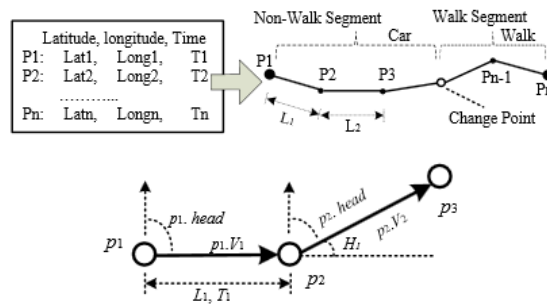 Latitude, longitude, Time
P1: Lat1, Long1, T1
P2: Lat2, Long2, T2
............
Pn: Latn, Longn, Tn
Non-Walk Segment
Walk Segment
Car
Walk
P1
P2
P3
Pn-1
Pn
L1
L2
Change Point
p1. head
p2. head
p1
p1.V1
p2.V2
p3
H1
L1, T1
p2